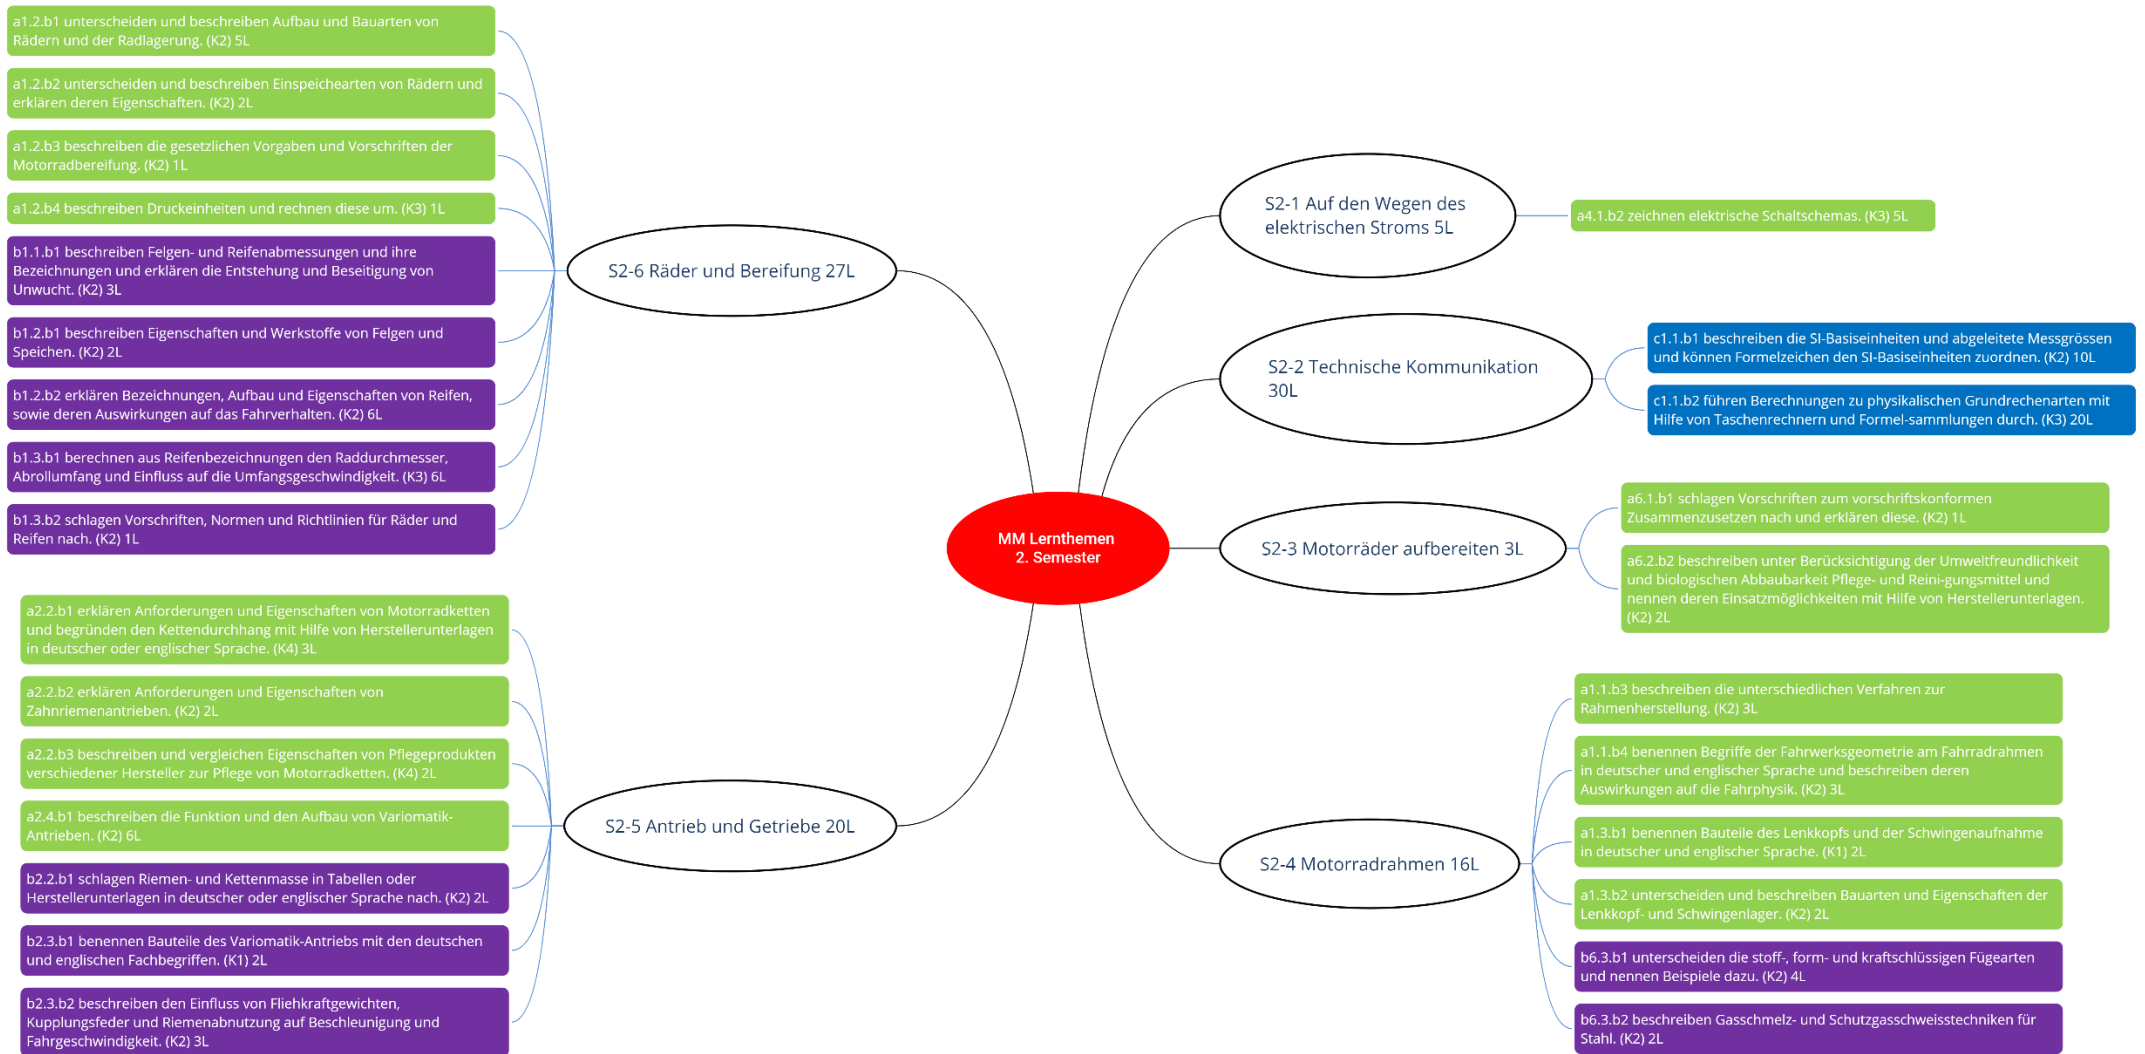 MM Lernthemen
2. Semester
S2-1 Auf den Wegen des
elektrischen Stroms 5L
a4.1.b2 zeichnen elektrische Schaltschemas. (K3) 5L
S2-2 Technische Kommunikation
30L
c1.1.b1 beschreiben die SI-Basiseinheiten und abgeleitete Messgrössen
und können Formelzeichen den SI-Basiseinheiten zuordnen. (K2) 10L
c1.1.b2 führen Berechnungen zu physikalischen Grundrechenarten mit
Hilfe von Taschenrechnern und Formel-sammlungen durch. (K3) 20L
S2-3 Motorräder aufbereiten 3L
a6.1.b1 schlagen Vorschriften zum vorschriftskonformen
Zusammenzusetzen nach und erklären diese. (K2) 1L
a6.2.b2 beschreiben unter Berücksichtigung der Umweltfreundlichkeit
und biologischen Abbaubarkeit Pflege- und Reini-gungsmittel und
nennen deren Einsatzmöglichkeiten mit Hilfe von Herstellerunterlagen.
(K2) 2L
S2-4 Motorradrahmen 16L
a1.1.b3 beschreiben die unterschiedlichen Verfahren zur
Rahmenherstellung. (K2) 3L
a1.1.b4 benennen Begriffe der Fahrwerksgeometrie am Fahrradrahmen
in deutscher und englischer Sprache und beschreiben deren
Auswirkungen auf die Fahrphysik. (K2) 3L
a1.3.b1 benennen Bauteile des Lenkkopfs und der Schwingenaufnahme
in deutscher und englischer Sprache. (K1) 2L
a1.3.b2 unterscheiden und beschreiben Bauarten und Eigenschaften der
Lenkkopf- und Schwingenlager. (K2) 2L
b6.3.b1 unterscheiden die stoff-, form- und kraftschlüssigen Fügearten
und nennen Beispiele dazu. (K2) 4L
b6.3.b2 beschreiben Gasschmelz- und Schutzgasschweisstechniken für
Stahl. (K2) 2L
S2-5 Antrieb und Getriebe 20L
a2.2.b1 erklären Anforderungen und Eigenschaften von Motorradketten
und begründen den Kettendurchhang mit Hilfe von Herstellerunterlagen
in deutscher oder englischer Sprache. (K4) 3L
a2.2.b2 erklären Anforderungen und Eigenschaften von
Zahnriemenantrieben. (K2) 2L
a2.2.b3 beschreiben und vergleichen Eigenschaften von Pflegeprodukten
verschiedener Hersteller zur Pflege von Motorradketten. (K4) 2L
a2.4.b1 beschreiben die Funktion und den Aufbau von Variomatik-
Antrieben. (K2) 6L
b2.2.b1 schlagen Riemen- und Kettenmasse in Tabellen oder
Herstellerunterlagen in deutscher oder englischer Sprache nach. (K2) 2L
b2.3.b1 benennen Bauteile des Variomatik-Antriebs mit den deutschen
und englischen Fachbegriffen. (K1) 2L
b2.3.b2 beschreiben den Einfluss von Fliehkraftgewichten,
Kupplungsfeder und Riemenabnutzung auf Beschleunigung und
Fahrgeschwindigkeit. (K2) 3L
S2-6 Räder und Bereifung 27L
a1.2.b1 unterscheiden und beschreiben Aufbau und Bauarten von
Rädern und der Radlagerung. (K2) 5L
a1.2.b2 unterscheiden und beschreiben Einspeichearten von Rädern und
erklären deren Eigenschaften. (K2) 2L
a1.2.b3 beschreiben die gesetzlichen Vorgaben und Vorschriften der
Motorradbereifung. (K2) 1L
a1.2.b4 beschreiben Druckeinheiten und rechnen diese um. (K3) 1L
b1.1.b1 beschreiben Felgen- und Reifenabmessungen und ihre
Bezeichnungen und erklären die Entstehung und Beseitigung von
Unwucht. (K2) 3L
b1.2.b1 beschreiben Eigenschaften und Werkstoffe von Felgen und
Speichen. (K2) 2L
b1.2.b2 erklären Bezeichnungen, Aufbau und Eigenschaften von Reifen,
sowie deren Auswirkungen auf das Fahrverhalten. (K2) 6L
b1.3.b1 berechnen aus Reifenbezeichnungen den Raddurchmesser,
Abrollumfang und Einfluss auf die Umfangsgeschwindigkeit. (K3) 6L
b1.3.b2 schlagen Vorschriften, Normen und Richtlinien für Räder und
Reifen nach. (K2) 1L